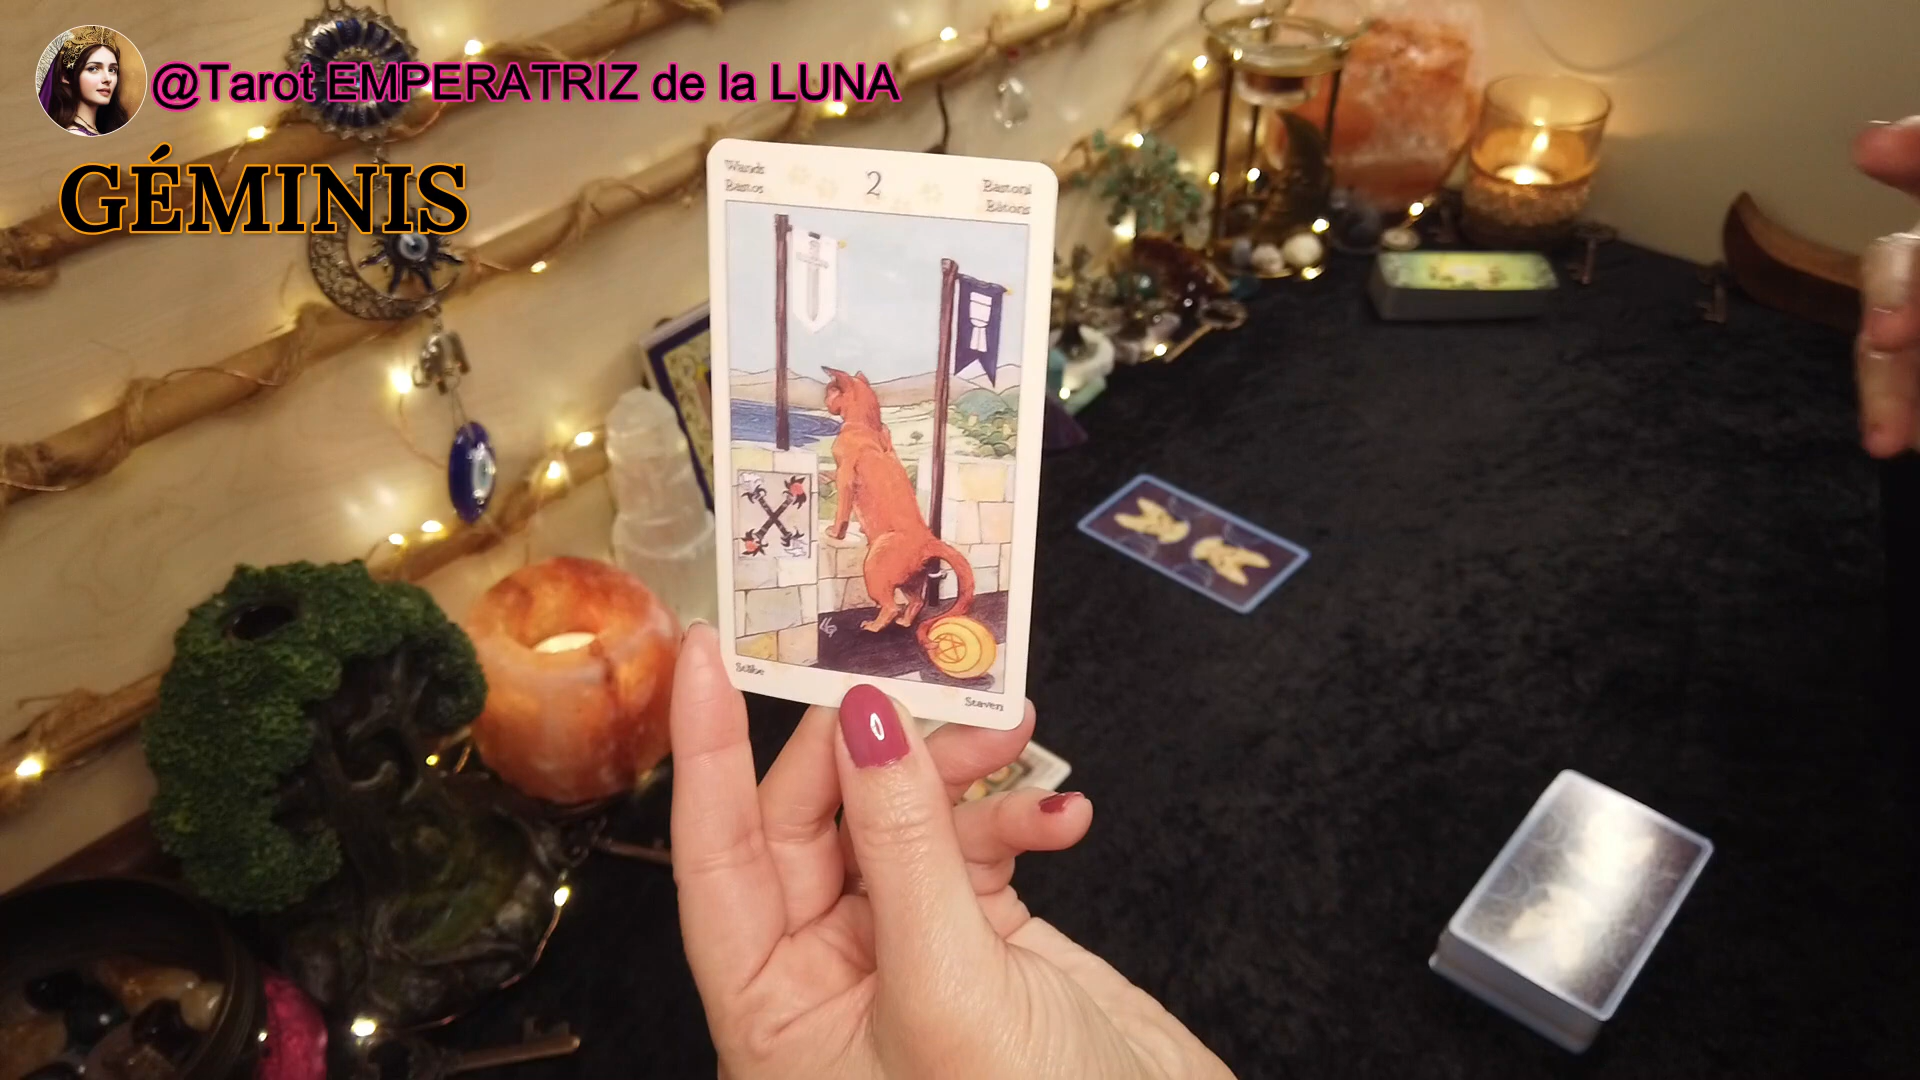 @Tarot EMPERATRIZ de la LUNA
GÉMINIS
Wands 2 Bastoni
Bastos Bâtons
Stäbe Staven